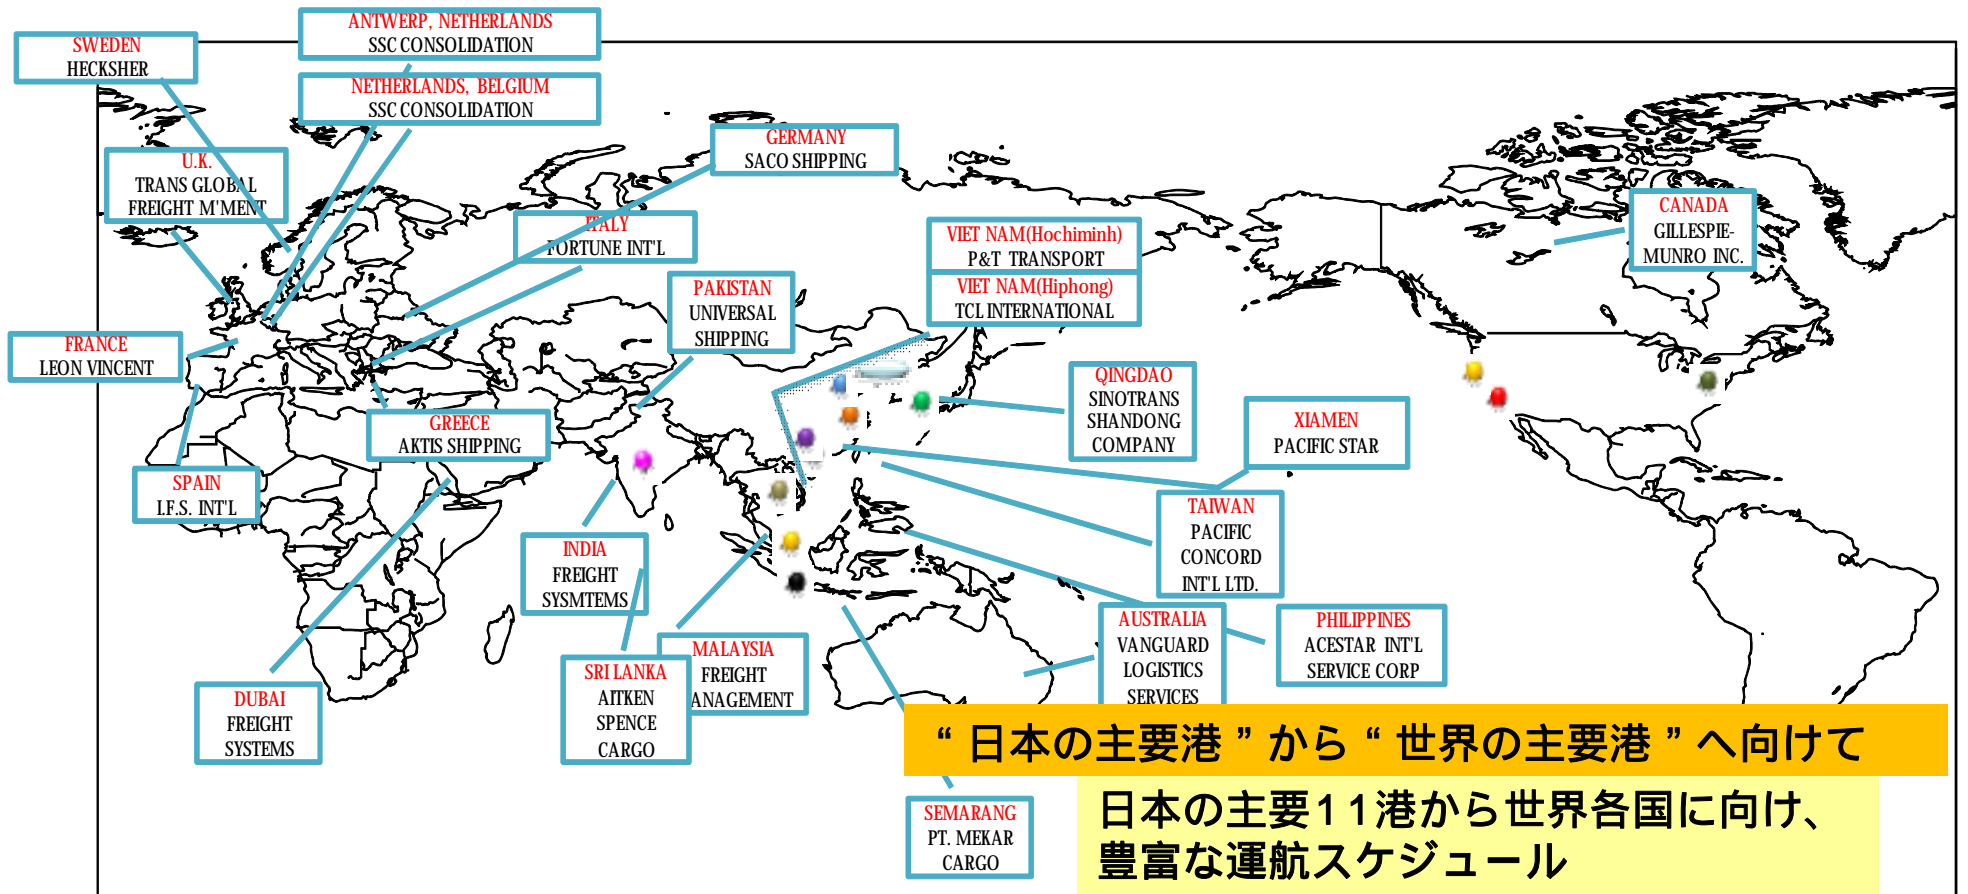 ANTWERP, NETHERLANDS
SSC CONSOLIDATION
SWEDEN
HECKSHER
NETHERLANDS, BELGIUM
SSC CONSOLIDATION
GERMANY
SACO SHIPPING
U.K.
TRANS GLOBAL
FREIGHT M'MENT
ITALY
FORTUNE INT'L
CANADA
GILLESPIE-
MUNRO INC.
VIET NAM(Hochiminh)
P&T TRANSPORT
VIET NAM(Hiphong)
TCL INTERNATIONAL
PAKISTAN
UNIVERSAL
SHIPPING
FRANCE
LEON VINCENT
QINGDAO
SINOTRANS
SHANDONG
COMPANY
GREECE
AKTIS SHIPPING
XIAMEN
PACIFIC STAR
SPAIN
I.F.S. INT'L
TAIWAN
PACIFIC
CONCORD
INT'L LTD.
INDIA
FREIGHT
SYSMTEMS
AUSTRALIA
VANGUARD
LOGISTICS
SERVICES
PHILIPPINES
ACESTAR INT'L
SERVICE CORP
MALAYSIA
FREIGHT
ANAGEMENT
SRI LANKA
AITKEN
SPENCE
CARGO
DUBAI
FREIGHT
SYSTEMS
“日本の主要港”から“世界の主要港”へ向けて
SEMARANG
PT. MEKAR
CARGO
日本の主要11港から世界各国に向け、
豊富な運航スケジュール